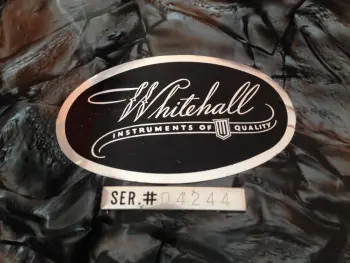 Whitehall
INSTRUMENTS OF QUALITY
SER.# 04244